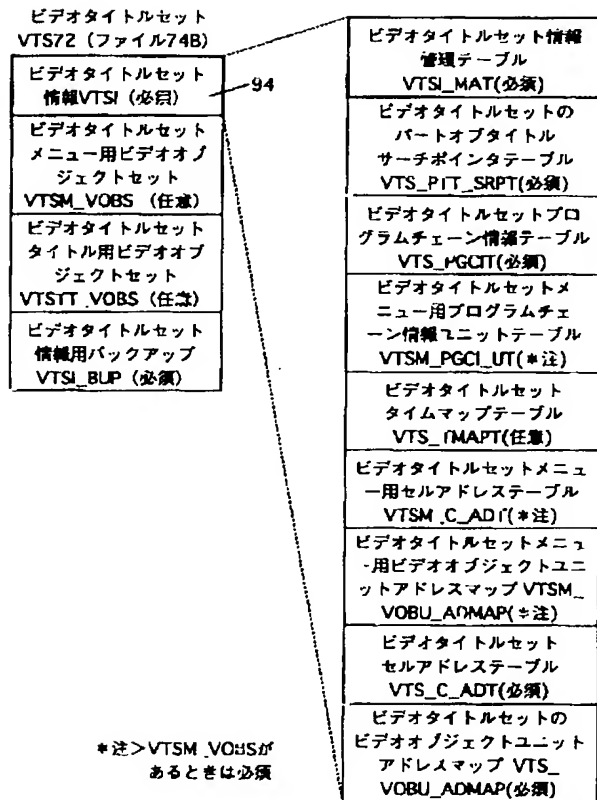 ビデオタイトルセット
VTS72（ファイル74B）
ビデオタイトルセット
情報VTSI（必須）
94
ビデオタイトルセット
メニュー用ビデオオブ
ジェクトセット
VTSM_VOBS（任意）
ビデオタイトルセット
タイトル用ビデオオブ
ジェクトセット
VTSTT_VOBS（任意）
ビデオタイトルセット
情報用バックアップ
VTSI_BUP（必須）
ビデオタイトルセット情報
管理テーブル
VTSI_MAT(必須)
ビデオタイトルセットの
パートオブタイトル
サーチポインタテーブル
VTS_PTT_SRPT(必須)
ビデオタイトルセットプロ
グラムチェーン情報テーブル
VTS_PGCIT(必須)
ビデオタイトルセットメ
ニュー用プログラムチェ
ーン情報ユニットテーブル
VTSM_PGCI_UT(*注)
ビデオタイトルセット
タイムマップテーブル
VTS_TMAPT(任意)
ビデオタイトルセットメニュ
ー用セルアドレステーブル
VTSM_C_ADT(*注)
ビデオタイトルセットメニュ
ー用ビデオオブジェクトユニ
ットアドレスマップ VTSM_
VOBU_ADMAP(*注)
ビデオタイトルセット
セルアドレステーブル
VTS_C_ADT(必須)
ビデオタイトルセットの
ビデオオブジェクトユニット
アドレスマップ VTS_
VOBU_ADMAP(必須)
*注>VTSM_VOBSが
あるときは必須